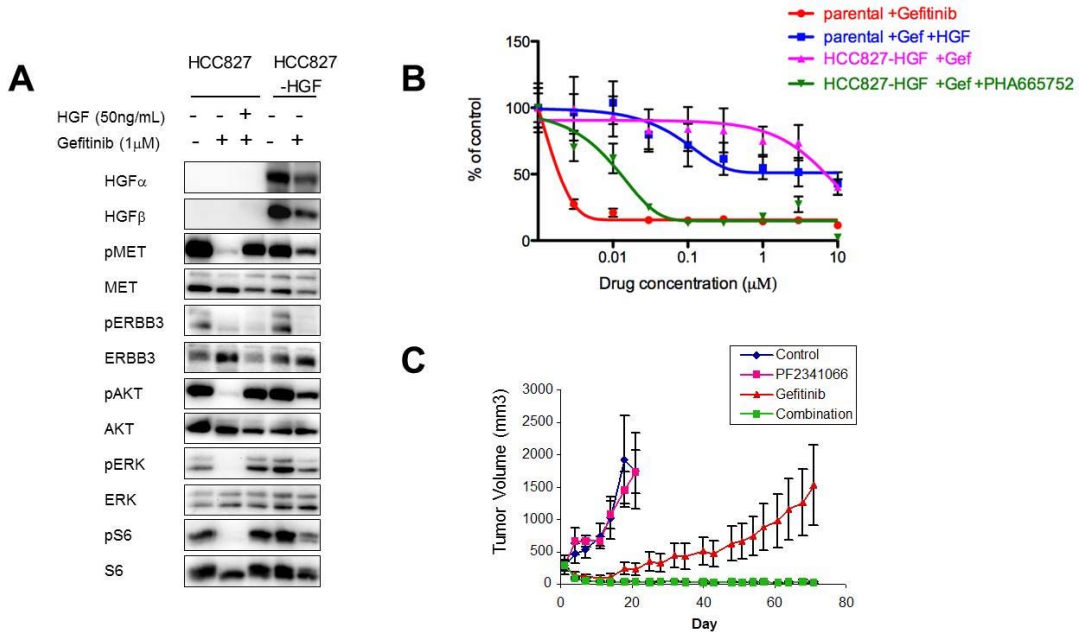 A
HCC827
HCC827
-HGF
HGF (50ng/mL) - - + - -
Gefitinib (1μM) - + + - +
HGFα
HGFβ
pMET
MET
pERBB3
ERBB3
pAKT
AKT
pERK
ERK
pS6
S6
B
parental +Gefitinib
parental +Gef +HGF
HCC827-HGF +Gef
HCC827-HGF +Gef +PHA665752
150
100
50
0
% of control
0.01
0.1
1
10
Drug concentration (μM)
C
Control
PF2341066
Gefitinib
Combination
3000
2500
2000
1500
1000
500
0
Tumor Volume (mm3)
0
20
40
60
80
Day